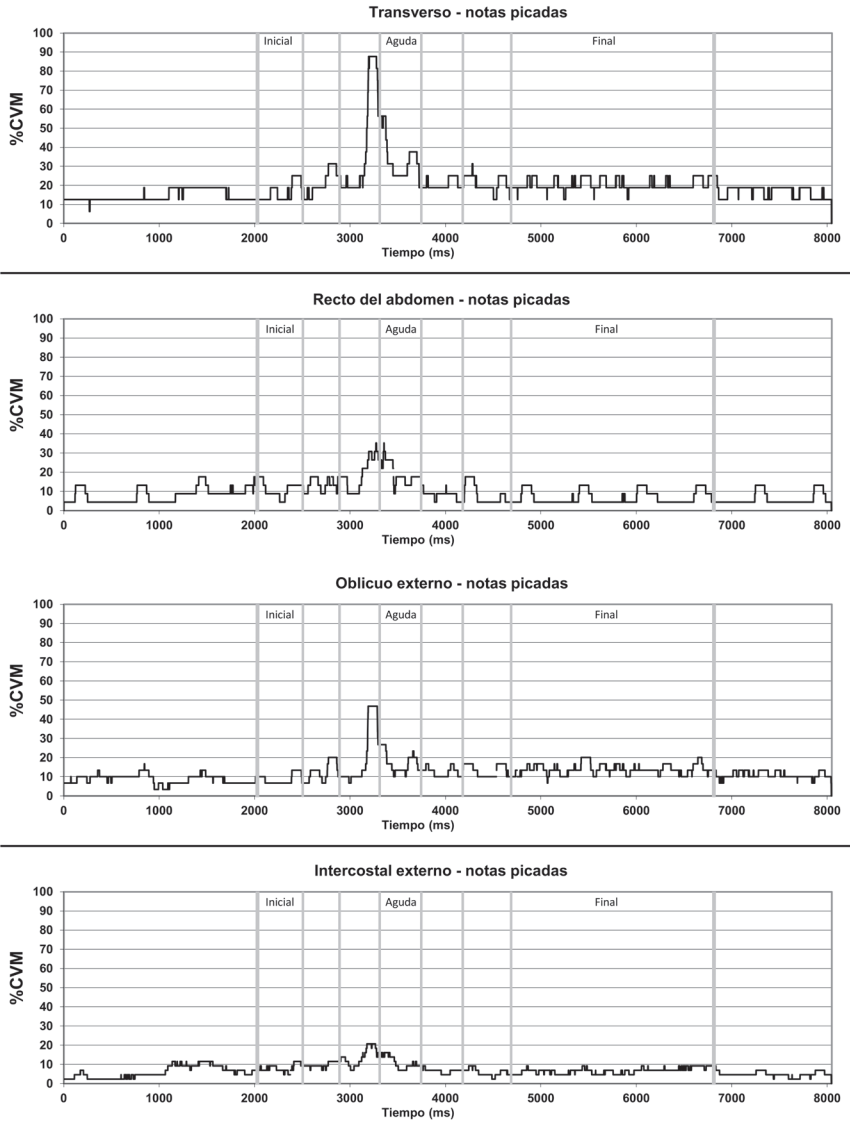 Transverso - notas picadas
100
90
80
70
60
50
40
30
20
10
0
%CVM
Inicial
Aguda
Final
0 1000 2000 3000 4000 5000 6000 7000 8000
Tiempo (ms)
Recto del abdomen - notas picadas
100
90
80
70
60
50
40
30
20
10
0
%CVM
Inicial
Aguda
Final
0 1000 2000 3000 4000 5000 6000 7000 8000
Tiempo (ms)
Oblicuo externo - notas picadas
100
90
80
70
60
50
40
30
20
10
0
%CVM
Inicial
Aguda
Final
0 1000 2000 3000 4000 5000 6000 7000 8000
Tiempo (ms)
Intercostal externo - notas picadas
100
90
80
70
60
50
40
30
20
10
0
%CVM
Inicial
Aguda
Final
0 1000 2000 3000 4000 5000 6000 7000 8000
Tiempo (ms)